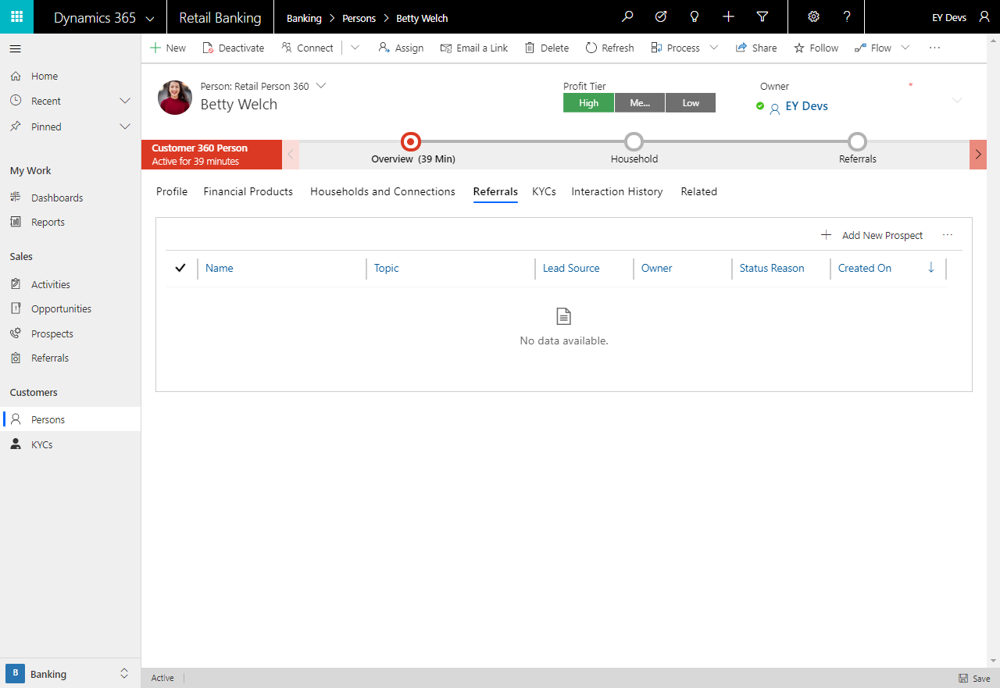 Dynamics 365
Retail Banking
Banking > Persons > Betty Welch
?
EY Devs
New
Deactivate
Connect
Assign
Email a Link
Delete
Refresh
Process
Share
Follow
Flow
...
Home
Recent
Pinned
My Work
Dashboards
Reports
Sales
Activities
Opportunities
Prospects
Referrals
Customers
Persons
KYCs
B
Banking
Person: Retail Person 360
Betty Welch
Profit Tier
High
Me...
Low
Owner
*
EY Devs
Customer 360 Person
Active for 39 minutes
Overview (39 Min)
Household
Referrals
Profile
Financial Products
Households and Connections
Referrals
KYCs
Interaction History
Related
Add New Prospect
...
Name
Topic
Lead Source
Owner
Status Reason
Created On
No data available.
Active
Save